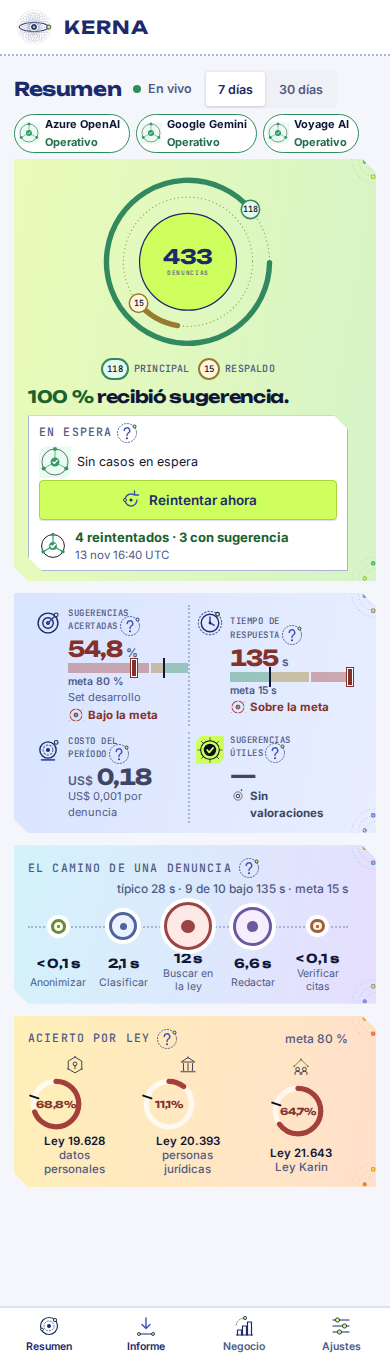 KERNA
Resumen
En vivo
7 días
30 días
Azure OpenAI
Operativo
Google Gemini
Operativo
Voyage AI
Operativo
118
433
DENUNCIAS
15
118 PRINCIPAL 15 RESPALDO
100 % recibió sugerencia.
EN ESPERA ?
Sin casos en espera
Reintentar ahora
4 reintentados · 3 con sugerencia
13 nov 16:40 UTC
SUGERENCIAS
ACERTADAS ?
54,8 %
meta 80 %
Set desarrollo
Bajo la meta
TIEMPO DE
RESPUESTA ?
135 s
meta 15 s
Sobre la meta
COSTO DEL
PERÍODO ?
US$ 0,18
US$ 0,001 por
denuncia
SUGERENCIAS
ÚTILES ?
—
Sin
valoraciones
EL CAMINO DE UNA DENUNCIA ?
típico 28 s · 9 de 10 bajo 135 s · meta 15 s
<0,1 s
Anonimizar
2,1 s
Clasificar
12 s
Buscar en
la ley
6,6 s
Redactar
<0,1 s
Verificar
citas
ACIERTO POR LEY ?
meta 80 %
68,8%
Ley 19.628
datos
personales
11,1%
Ley 20.393
personas
jurídicas
64,7%
Ley 21.643
Ley Karin
Resumen
Informe
Negocio
Ajustes